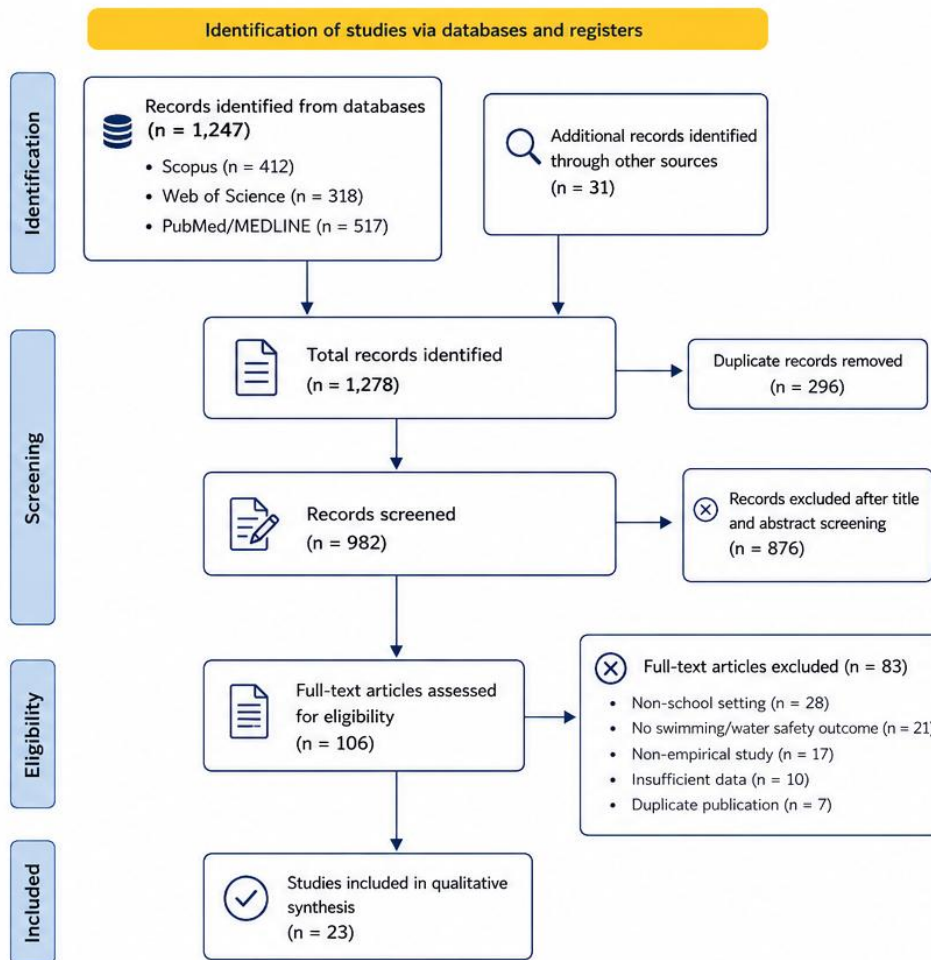 Identification of studies via databases and registers
Identification
Records identified from databases
(n = 1,247)
• Scopus (n = 412)
• Web of Science (n = 318)
• PubMed/MEDLINE (n = 517)
Additional records identified
through other sources
(n = 31)
Screening
Total records identified
(n = 1,278)
Duplicate records removed
(n = 296)
Records screened
(n = 982)
Records excluded after title
and abstract screening
(n = 876)
Eligibility
Full-text articles assessed
for eligibility
(n = 106)
Full-text articles excluded (n = 83)
• Non-school setting (n = 28)
• No swimming/water safety outcome (n = 21)
• Non-empirical study (n = 17)
• Insufficient data (n = 10)
• Duplicate publication (n = 7)
Included
Studies included in qualitative
synthesis
(n = 23)